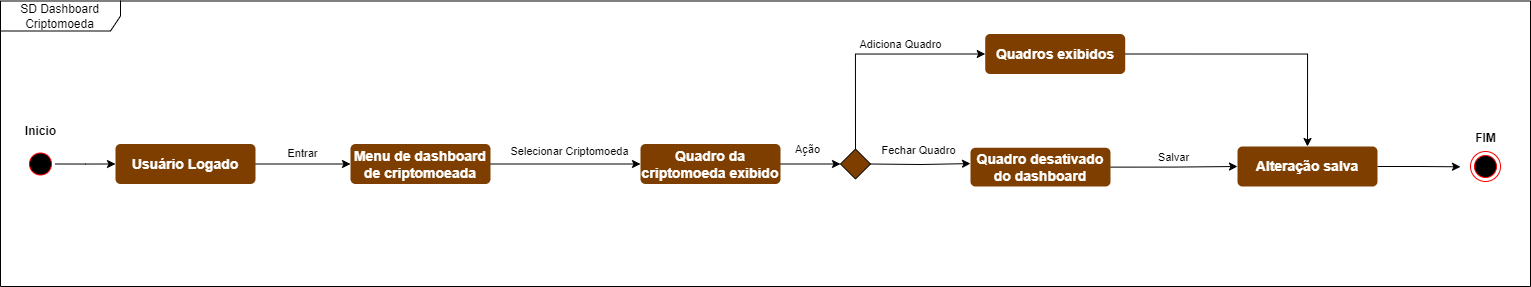 SD Dashboard
Criptomoeda
Inicio
Usuário Logado
Entrar
Menu de dashboard
de criptomoeada
Selecionar Criptomoeda
Quadro da
criptomoeda exibido
Ação
Adiciona Quadro
Quadros exibidos
Fechar Quadro
Quadro desativado
do dashboard
Salvar
Alteração salva
FIM